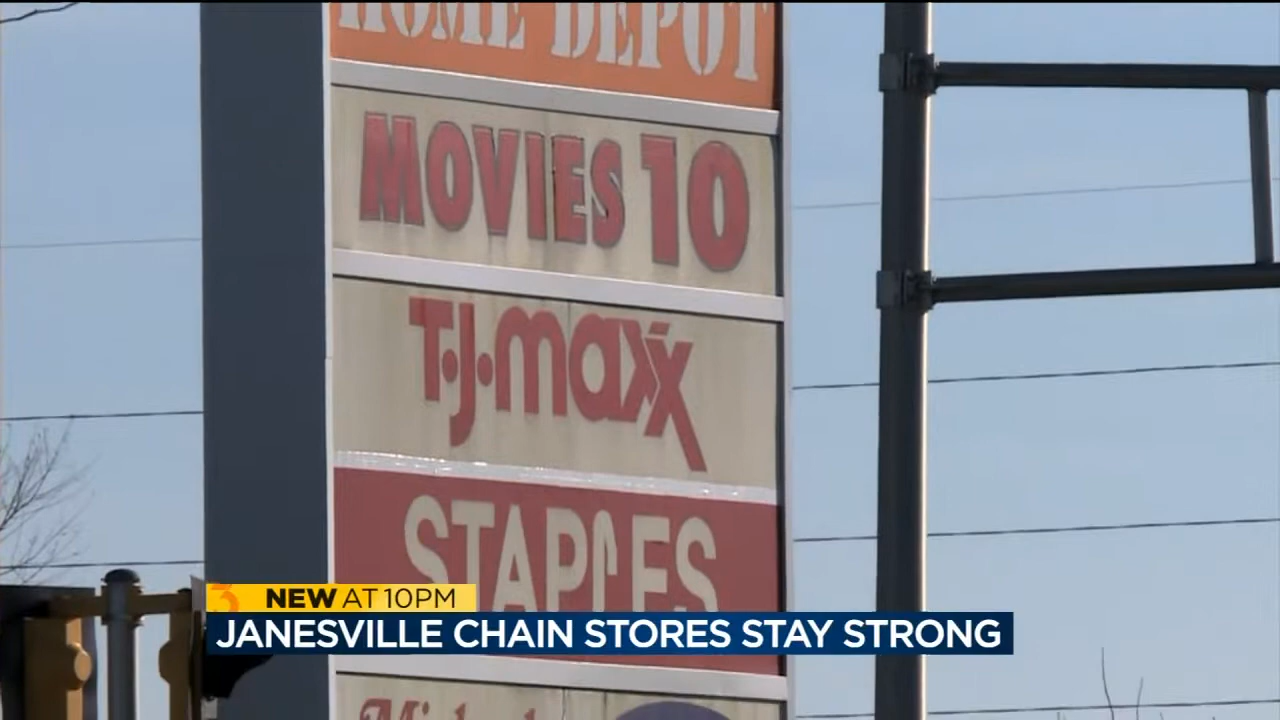 HOME DEPOT
MOVIES 10
T.J.maxx
STAPLES
3 NEW AT 10PM
JANESVILLE CHAIN STORES STAY STRONG